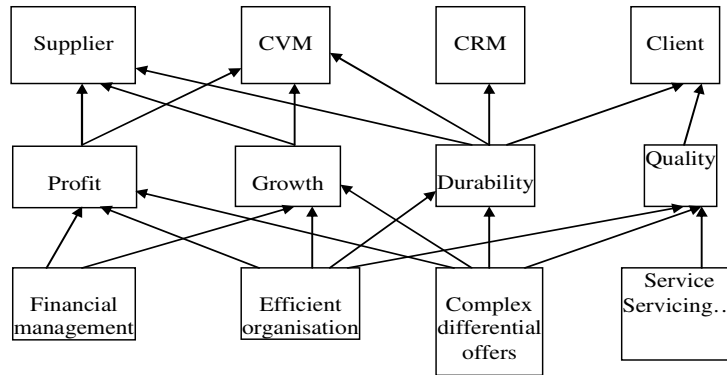 Supplier
CVM
CRM
Client
Profit
Growth
Durability
Quality
Financial
management
Efficient
organisation
Complex
differential
offers
Service
Servicing…